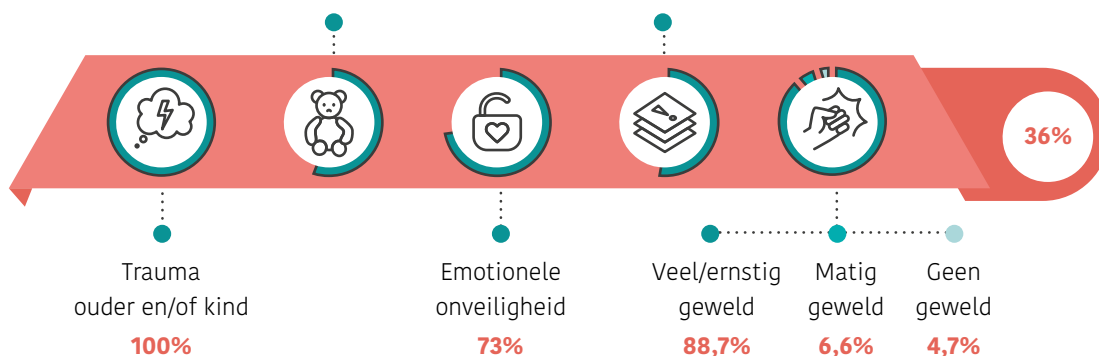 36%
Trauma
ouder en/of kind
100%
Emotionele
onveiligheid
73%
Veel/ernstig
geweld
88,7%
Matig
geweld
6,6%
Geen
geweld
4,7%